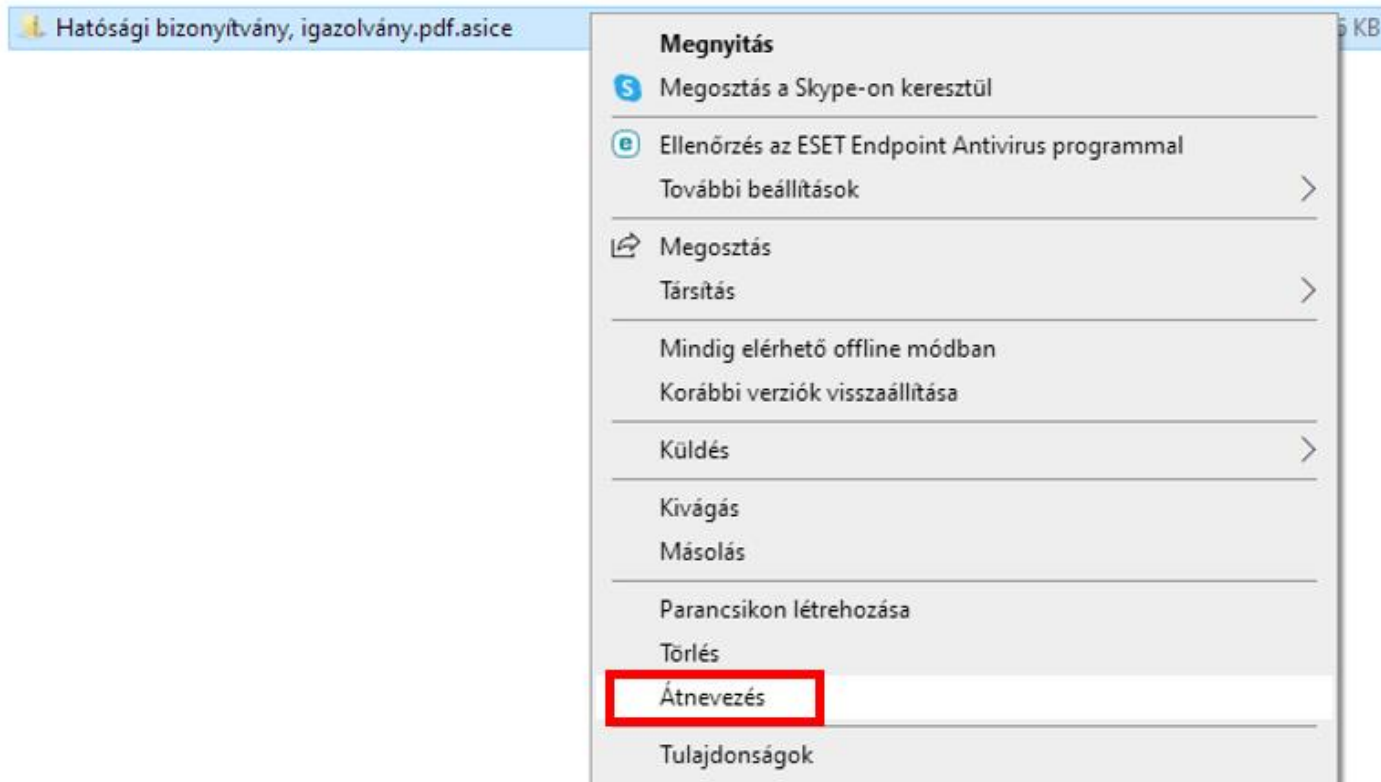 Hatósági bizonyítvány, igazolvány.pdf.asice
KB
Megnyitás
Megosztás a Skype-on keresztül
Ellenőrzés az ESET Endpoint Antivirus programmal
További beállítások
Megosztás
Társítás
Mindig elérhető offline módban
Korábbi verziók visszaállítása
Küldés
Kivágás
Másolás
Parancsikon létrehozása
Törlés
Átnevezés
Tulajdonságok